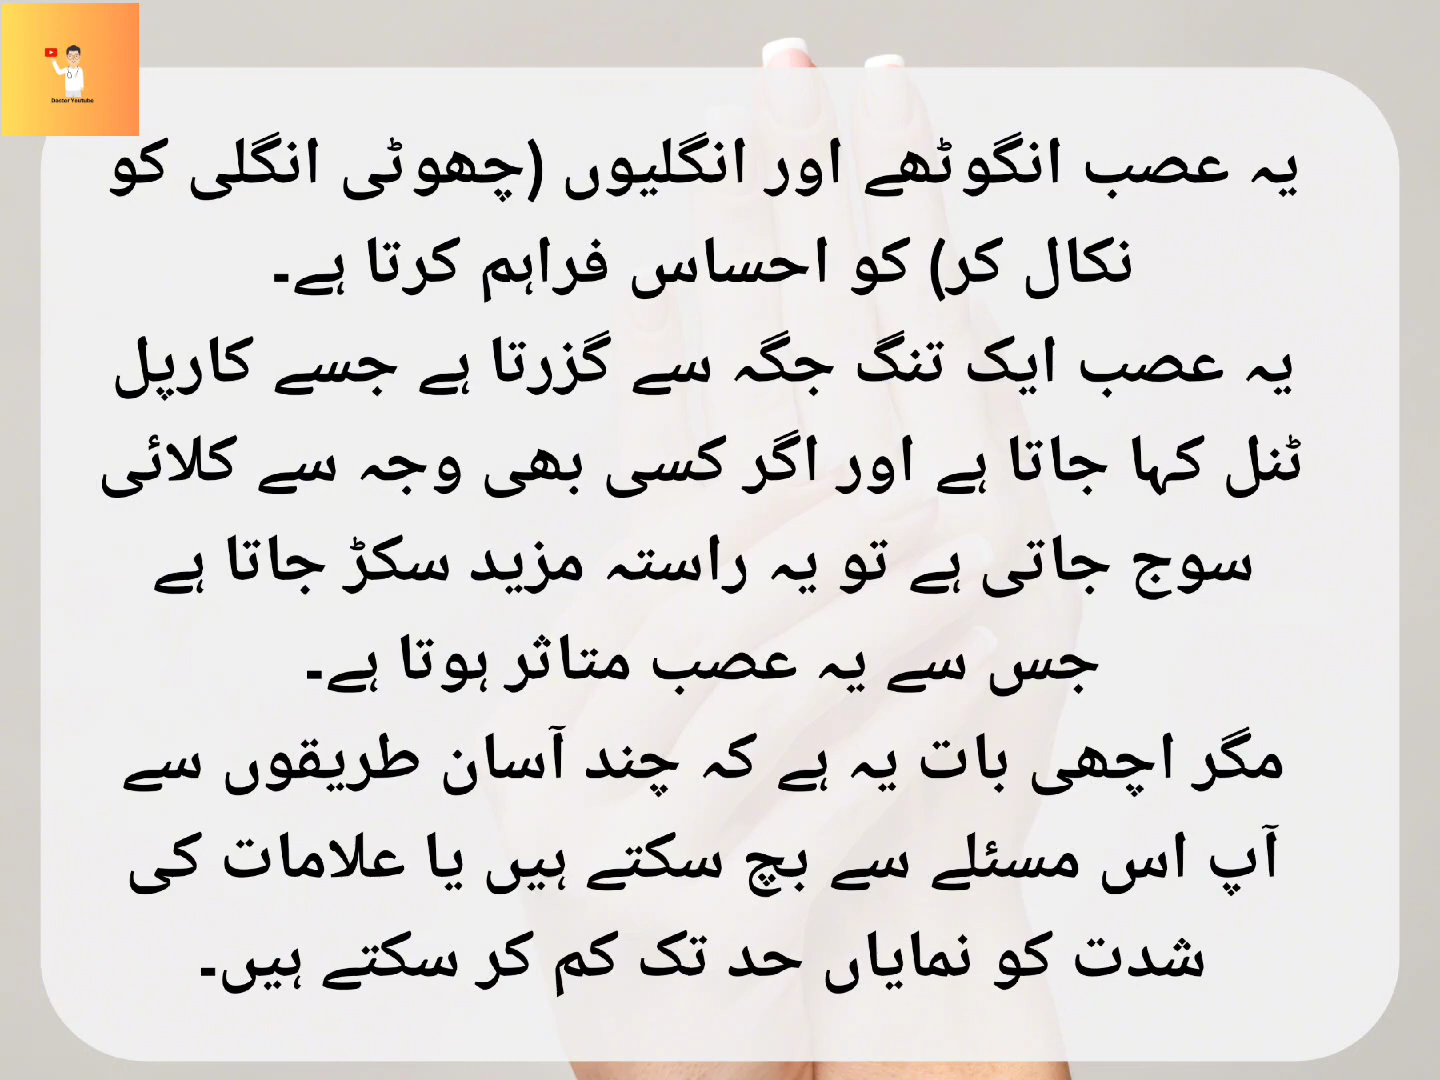 Doctor Youtube
یہ عصب انگوٹھے اور انگلیوں (چھوٹی انگلی کو
نکال کر) کو احساس فراہم کرتا ہے۔
یہ عصب ایک تنگ جگہ سے گزرتا ہے جسے کارپل
ٹنل کہا جاتا ہے اور اگر کسی بھی وجہ سے کلائی
سوج جاتی ہے تو یہ راستہ مزید سکڑ جاتا ہے
جس سے یہ عصب متاثر ہوتا ہے۔
مگر اچھی بات یہ ہے کہ چند آسان طریقوں سے
آپ اس مسئلے سے بچ سکتے ہیں یا علامات کی
شدت کو نمایاں حد تک کم کر سکتے ہیں۔